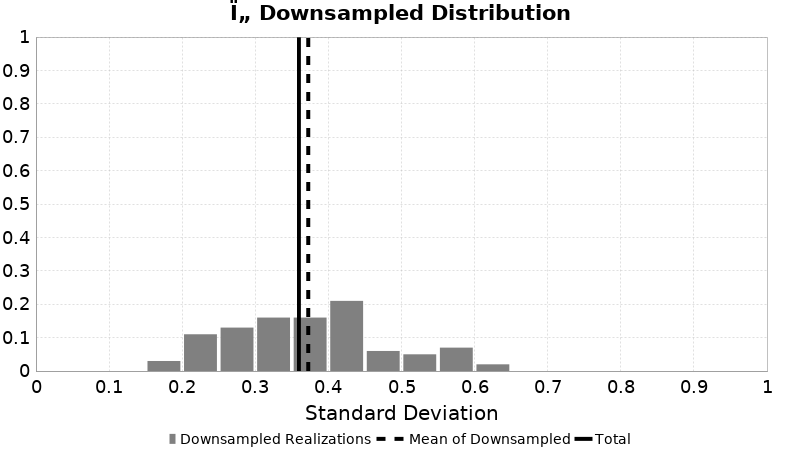 Ï„ Downsampled Distribution
1
0.9
0.8
0.7
0.6
0.5
0.4
0.3
0.2
0.1
0
0 0.1 0.2 0.3 0.4 0.5 0.6 0.7 0.8 0.9 1
Standard Deviation
Downsampled Realizations Mean of Downsampled Total